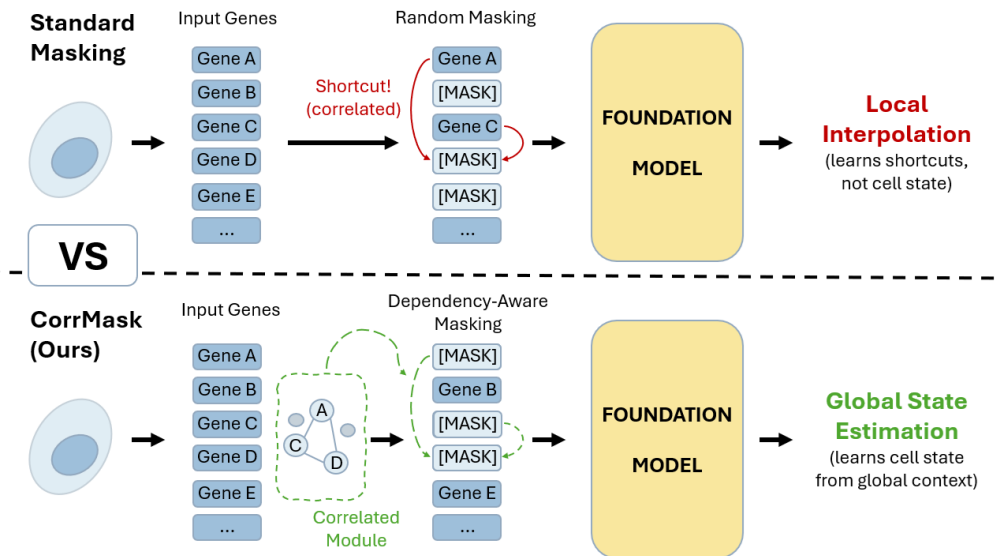 Standard
Masking
Input Genes
Gene A
Gene B
Gene C
Gene D
Gene E
...
Shortcut!
(correlated)
Random Masking
Gene A
[MASK]
Gene C
[MASK]
[MASK]
...
FOUNDATION
MODEL
Local
Interpolation
(learns shortcuts,
not cell state)
VS
CorrMask
(Ours)
Input Genes
Gene A
Gene B
Gene C
Gene D
Gene E
...
A
C
D
Correlated
Module
Dependency-Aware
Masking
[MASK]
Gene B
[MASK]
[MASK]
Gene E
...
FOUNDATION
MODEL
Global State
Estimation
(learns cell state
from global context)